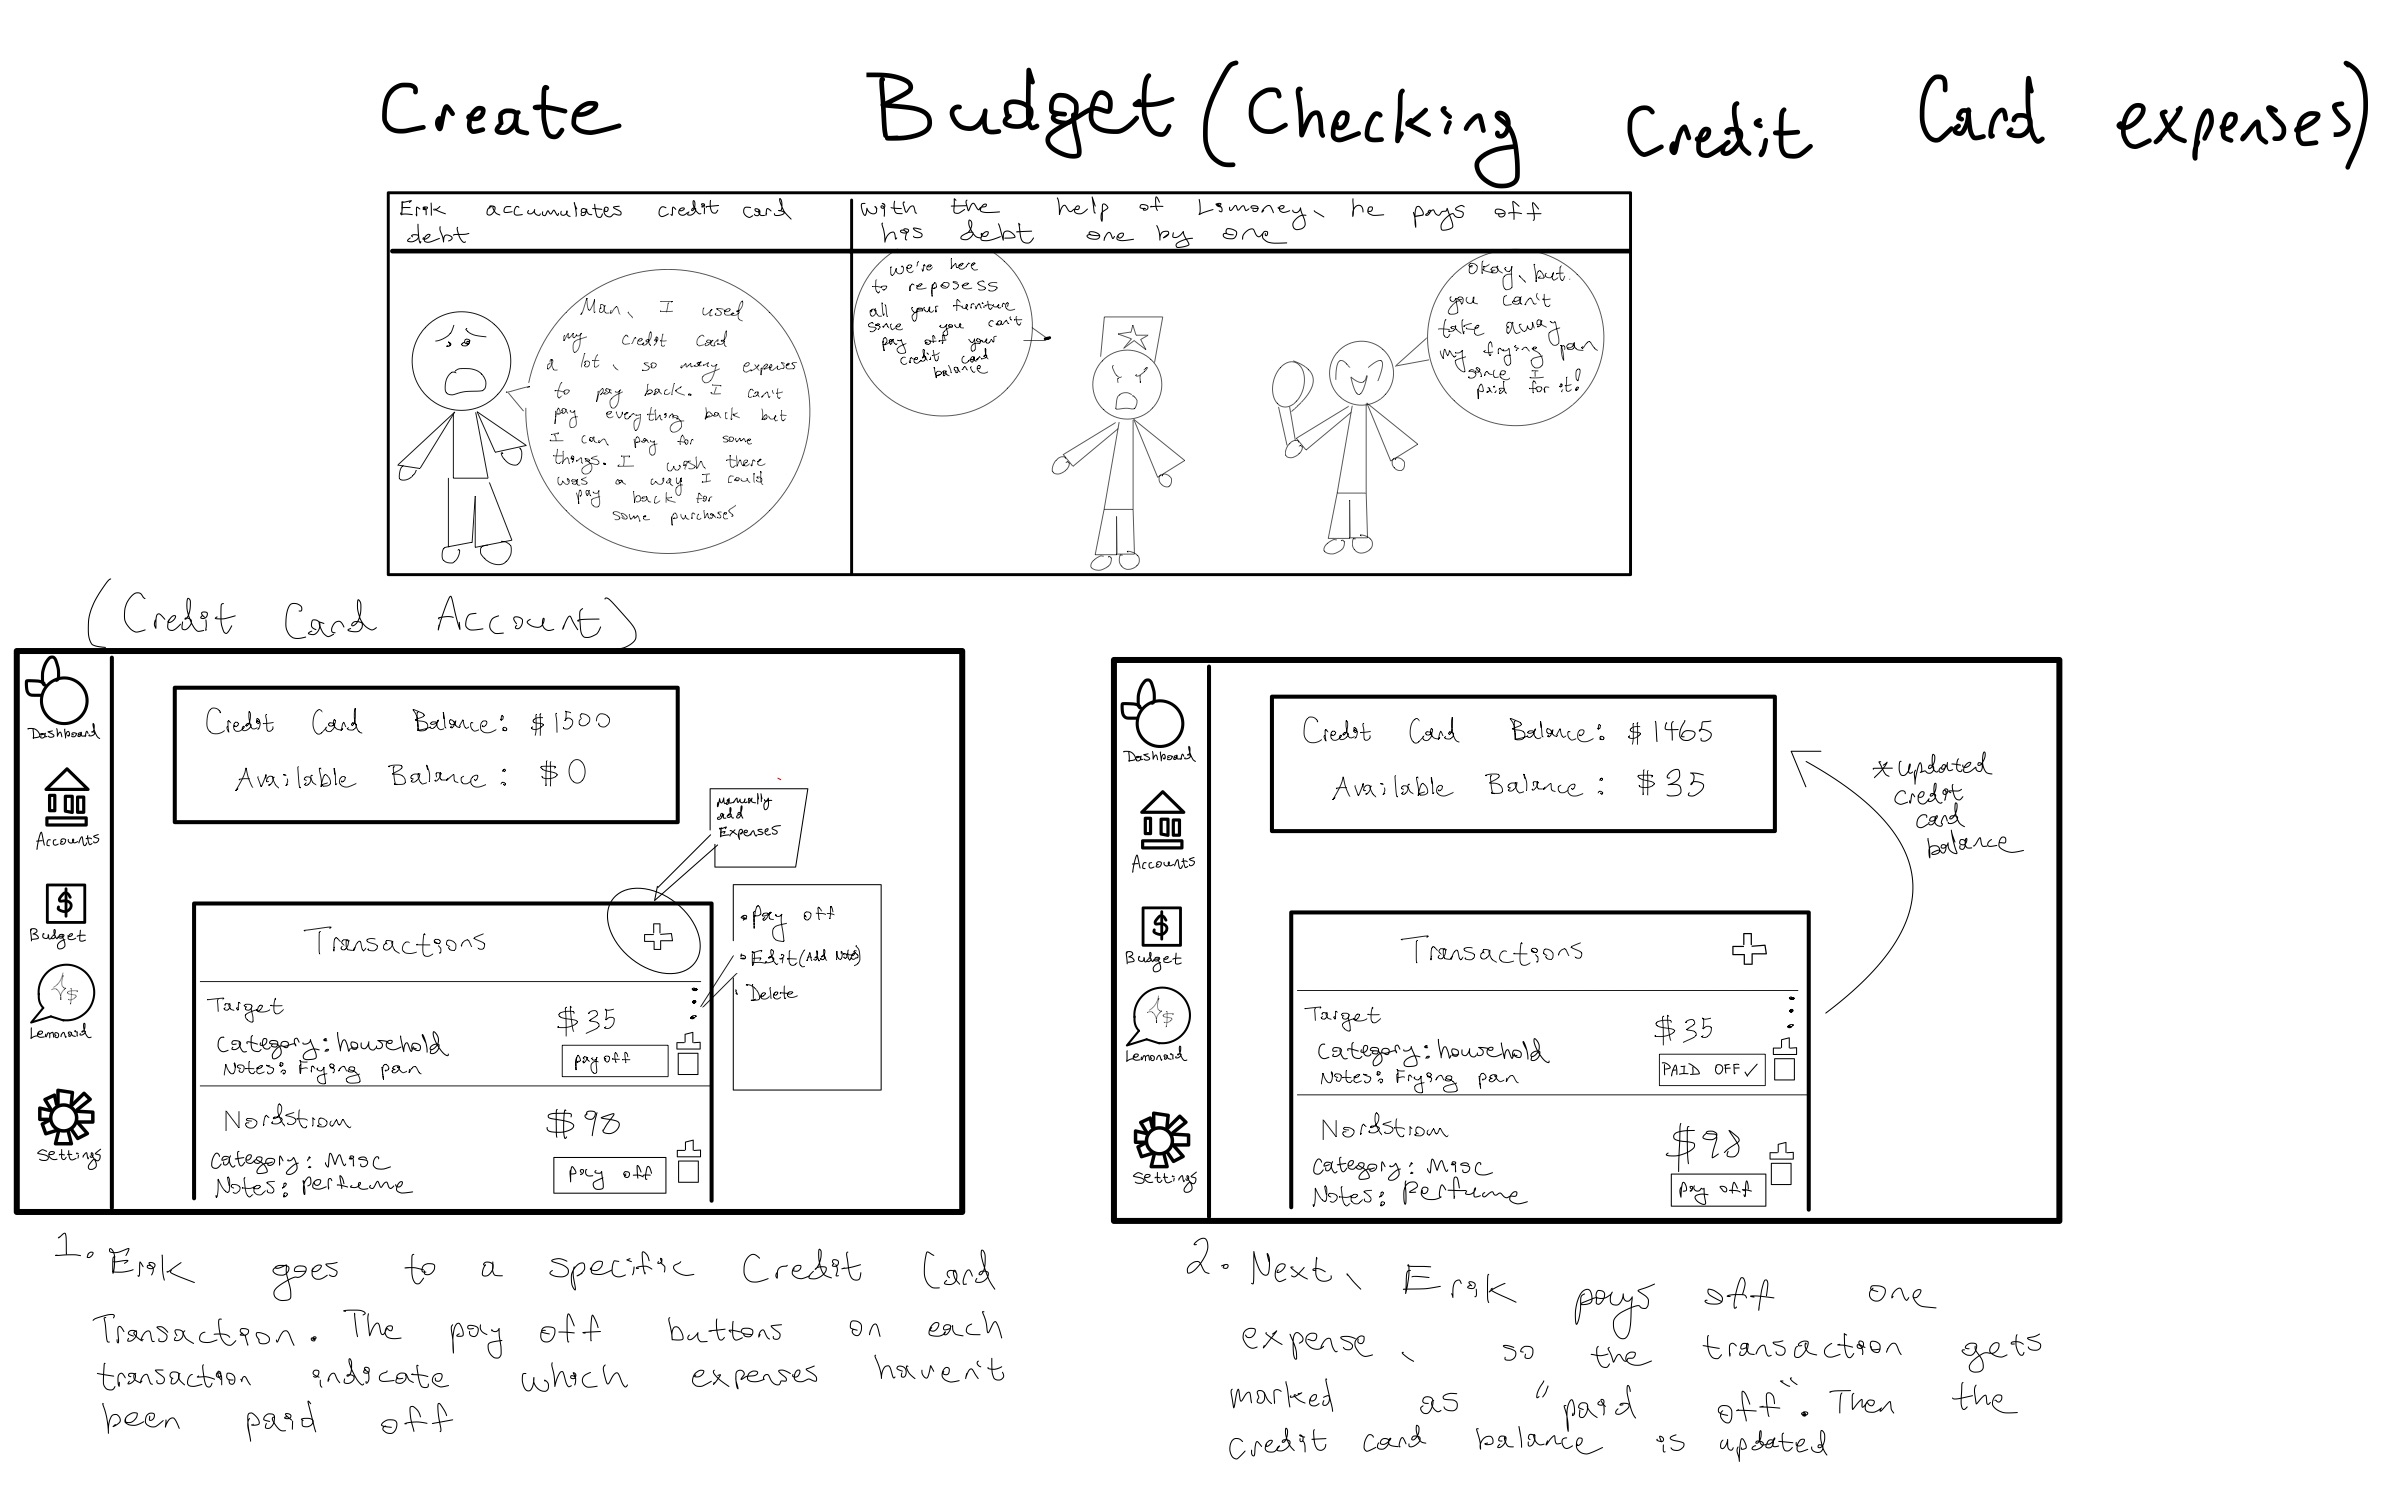 Create Budget (Checking Credit Card expenses)
Erik accumulates credit card
debt
with the help of Limoney, he pays off
his debt one by one
Man, I used
my credit card
a lot, so many expenses
to pay back. I can't
pay everything back but
I can pay for some
things. I wish there
was a way I could
pay back for
some purchases
we're here
to reposess
all your furniture
since you can't
pay off your
credit card
balance
Okay, but
you can't
take away
my frying pan
since I
paid for it!
(Credit Card Account)
Dashboard
Accounts
Budget
Lemonaid
Settings
Credit Card Balance: $1500
Available Balance: $0
Manually
add
Expenses
Transactions
• Pay off
• Edit (Add Note)
• Delete
Target
$35
Category: household
Notes: Frying pan
pay off
Nordstrom
$98
Category: Misc
Notes: perfume
pay off
1. Erik goes to a specific Credit Card
Transaction. The pay off buttons on each
transaction indicate which expenses haven't
been paid off
Dashboard
Accounts
Budget
Lemonaid
Settings
Credit Card Balance: $1465
Available Balance: $35
* updated
credit
card
balance
Transactions
Target
$35
Category: household
Notes: Frying pan
PAID OFF ✓
Nordstrom
$98
Category: Misc
Notes: perfume
pay off
2. Next, Erik pays off one
expense, so the transaction gets
marked as "paid off". Then the
credit card balance is updated